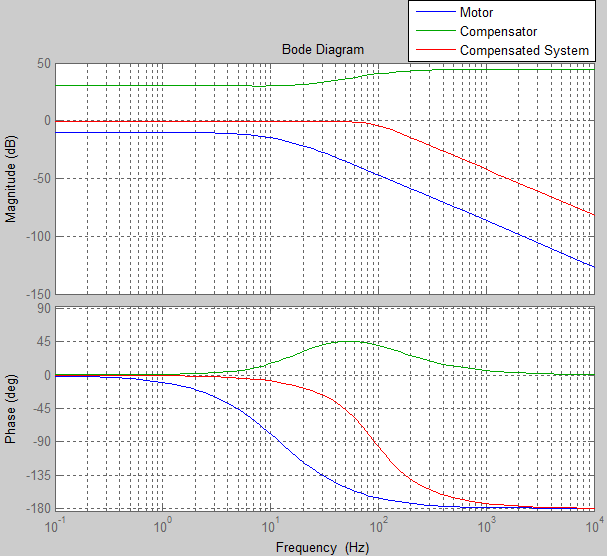 Motor
Compensator
Compensated System
Bode Diagram
Magnitude (dB)
50
0
-50
-100
-150
Phase (deg)
90
45
0
-45
-90
-135
-180
10^-1 10^0 10^1 10^2 10^3 10^4
Frequency (Hz)